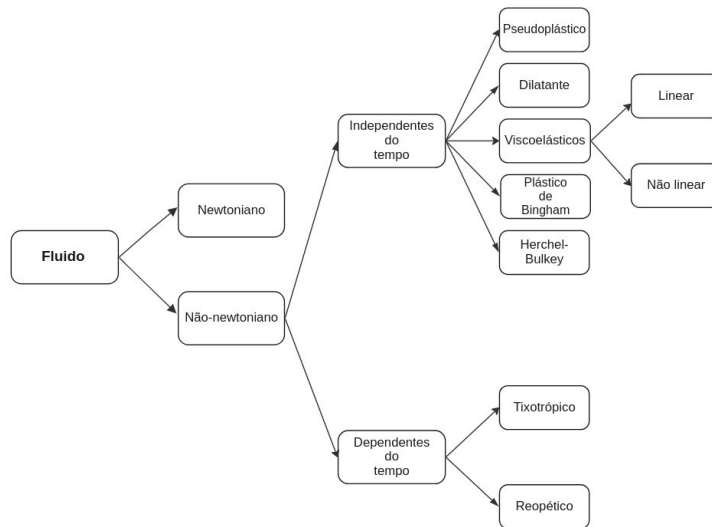 Fluido
Newtoniano
Não-newtoniano
Independentes
do
tempo
Dependentes
do
tempo
Pseudoplástico
Dilatante
Viscoelásticos
Plástico
de
Bingham
Herchel-
Bulkey
Tixotrópico
Reopético
Linear
Não linear